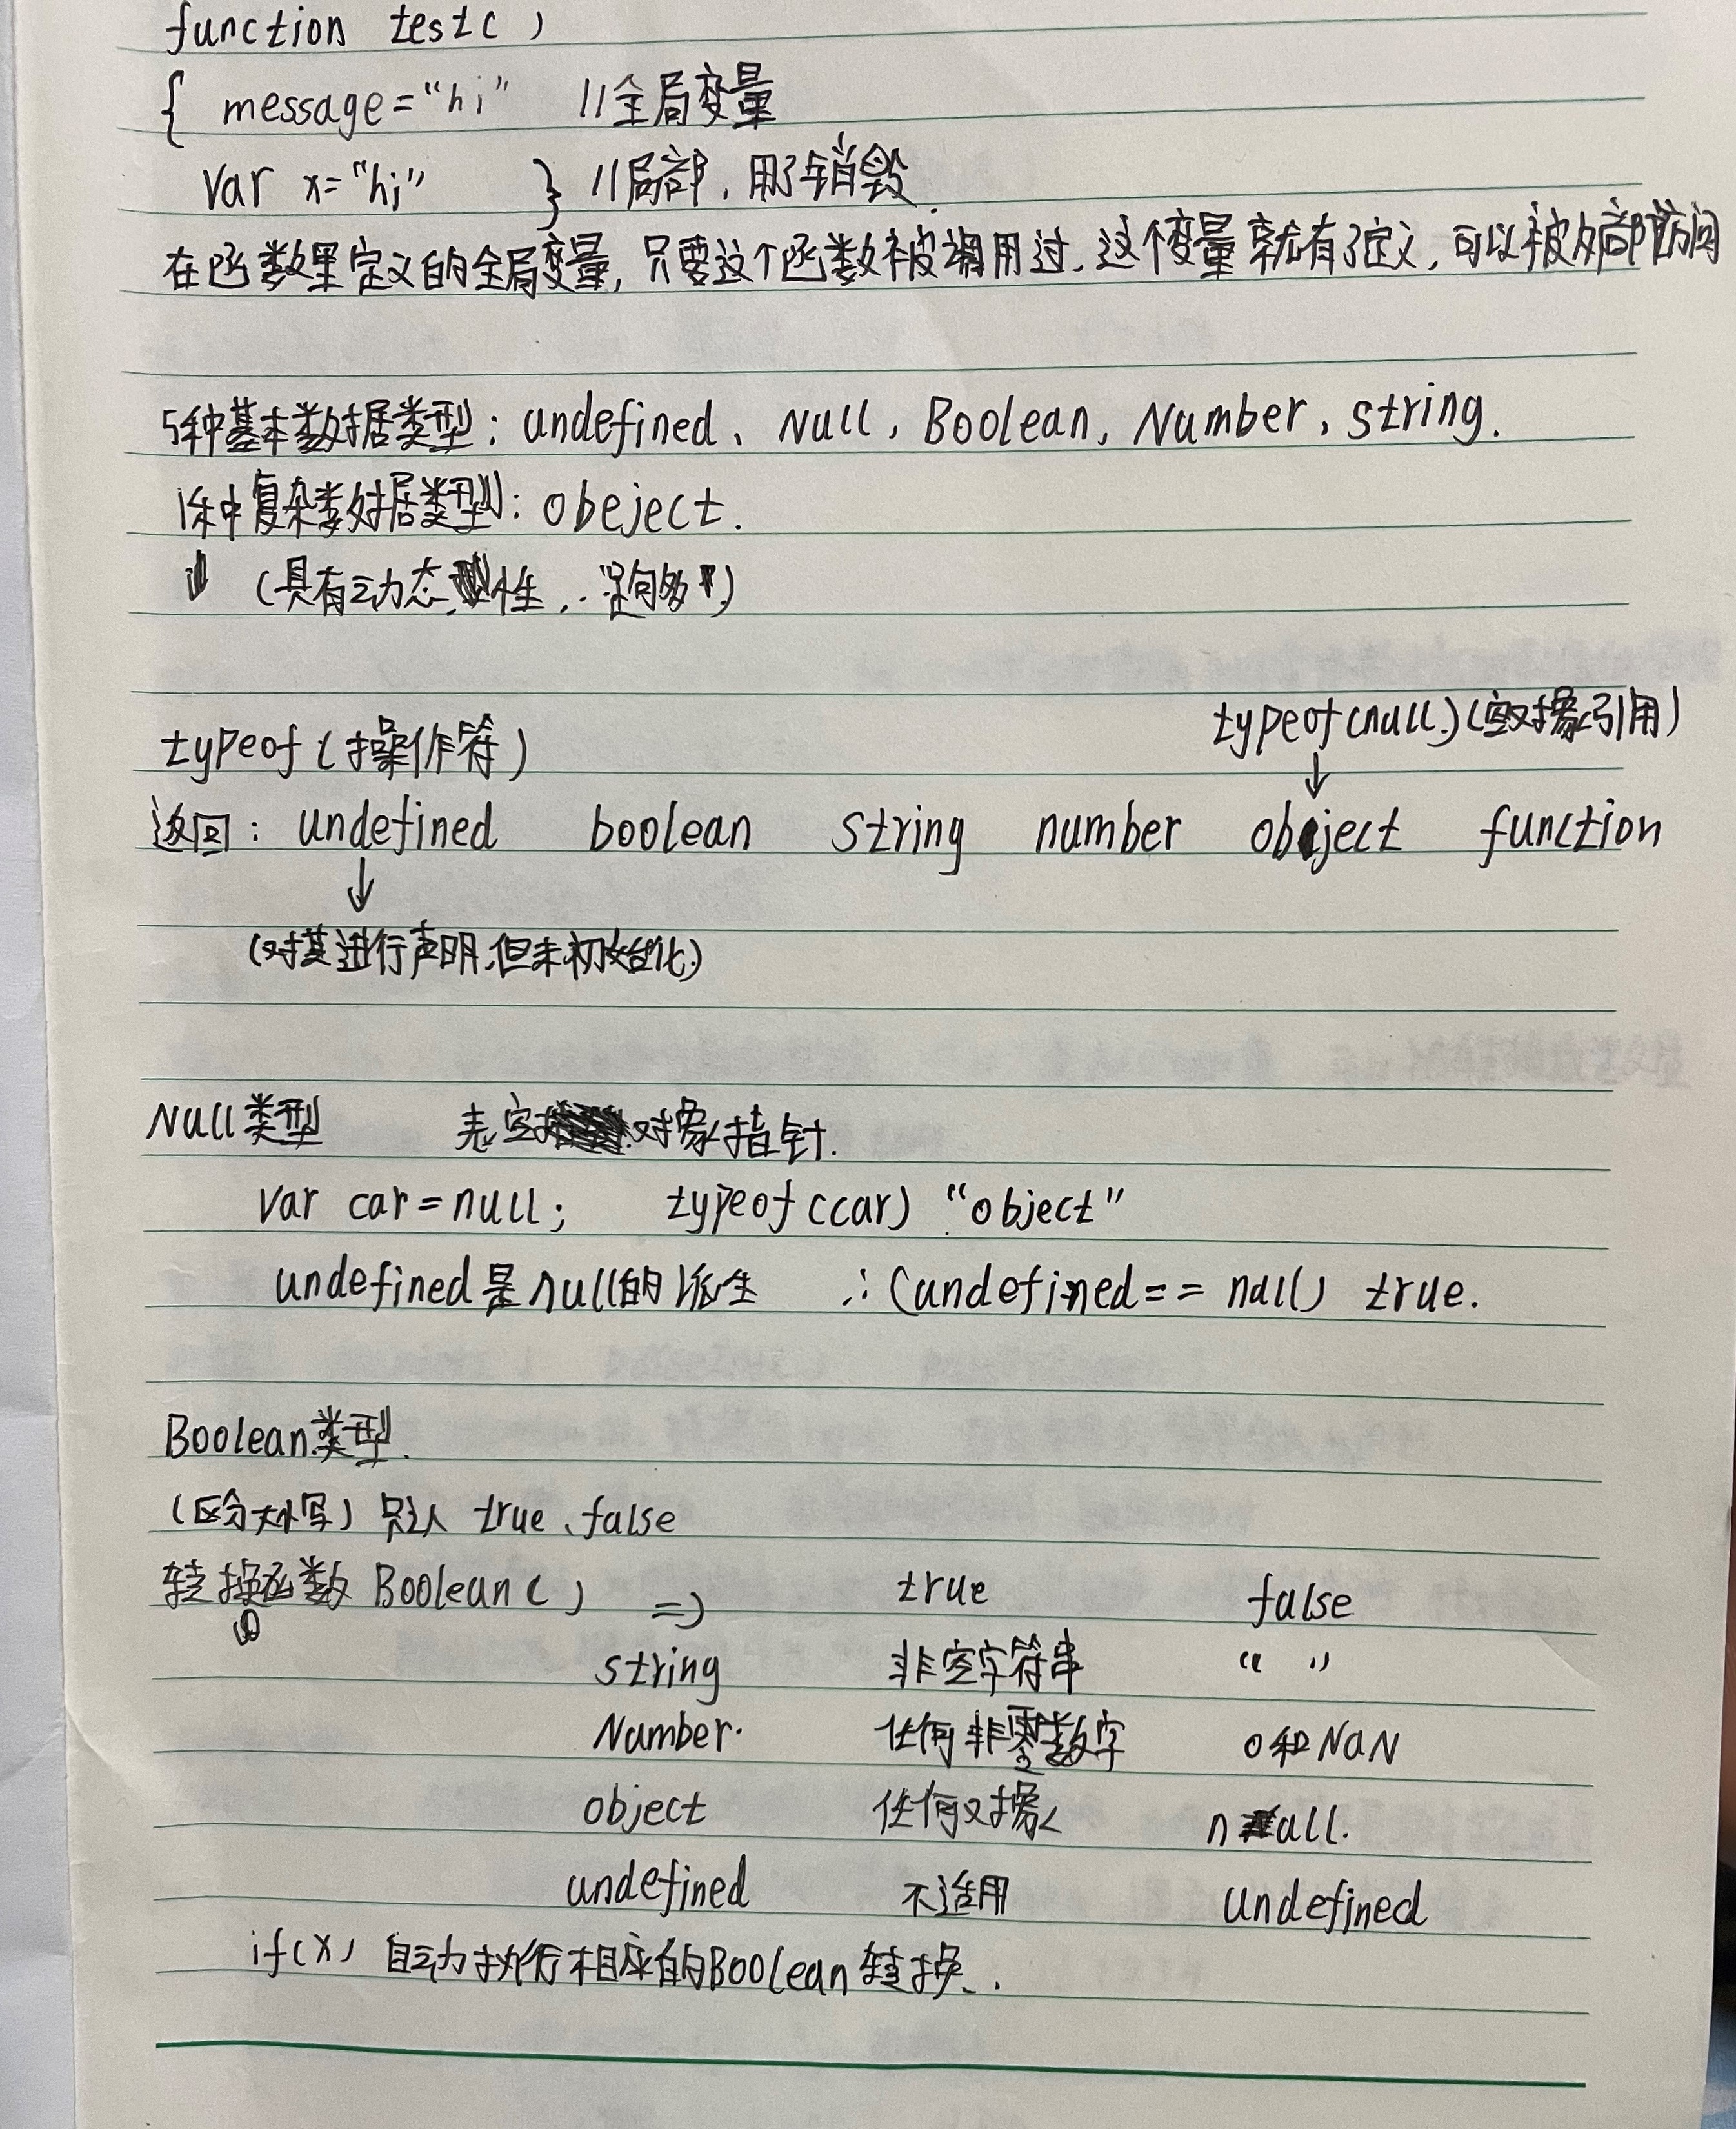 function test( )
{ message="hi" //全局变量
var x="hi" } //局部，用了销毁.
在函数里定义的全局变量，只要这个函数被调用过，这个变量就有了定义，可以被外部访问
5种基本数据类型：undefined、Null，Boolean，Number，string.
1种复杂数据类型：obeject.
(具有动态性，
typeof(null)(空对象引用)
typeof(操作符)
返回：undefined boolean string number object function
(对其进行声明,但未初始化)
Null类型 表空对象指针.
var car=null; typeof(car) "object"
undefined是null的派生 ∴(undefined== null) true.
Boolean类型.
(区分大小写) 只认 true、false
转换函数 Boolean( ) => true false
string 非空字符串 " "
Number. 任何非零数字 0和NaN
object 任何对象 null.
undefined 不适用 undefined
if(x) 自动执行相应的Boolean转换.